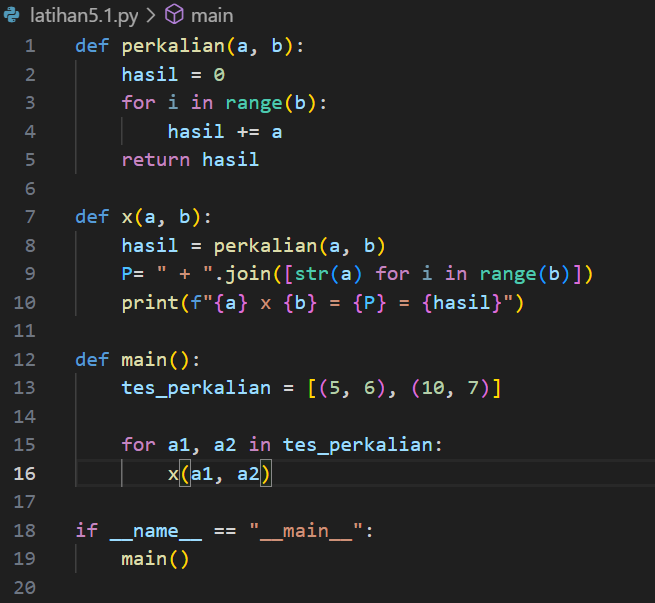 latihan5.1.py > main
1 def perkalian(a, b):
2     hasil = 0
3     for i in range(b):
4         hasil += a
5     return hasil
6
7 def x(a, b):
8     hasil = perkalian(a, b)
9     P= " + ".join([str(a) for i in range(b)])
10     print(f"{a} x {b} = {P} = {hasil}")
11
12 def main():
13     tes_perkalian = [(5, 6), (10, 7)]
14
15     for a1, a2 in tes_perkalian:
16         x(a1, a2)
17
18 if __name__ == "__main__":
19     main()
20